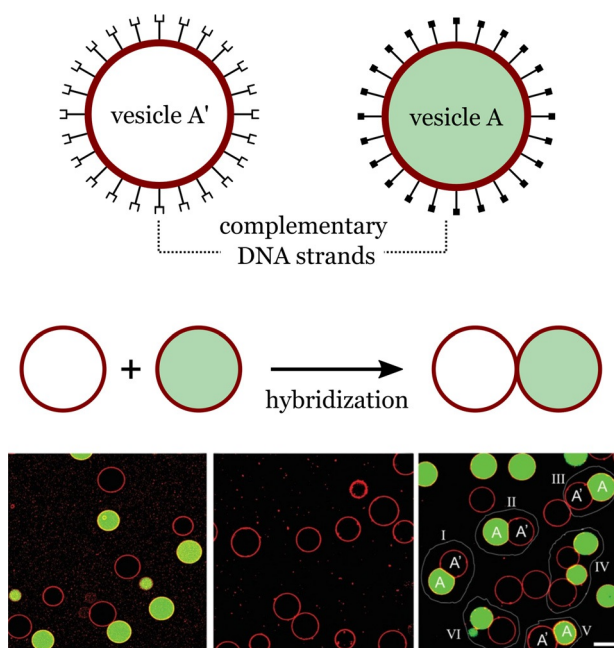 vesicle A'
vesicle A
complementary
DNA strands
+
hybridization
I
A'
A
II
A
A'
III
A'
A
IV
V
A'
A
VI